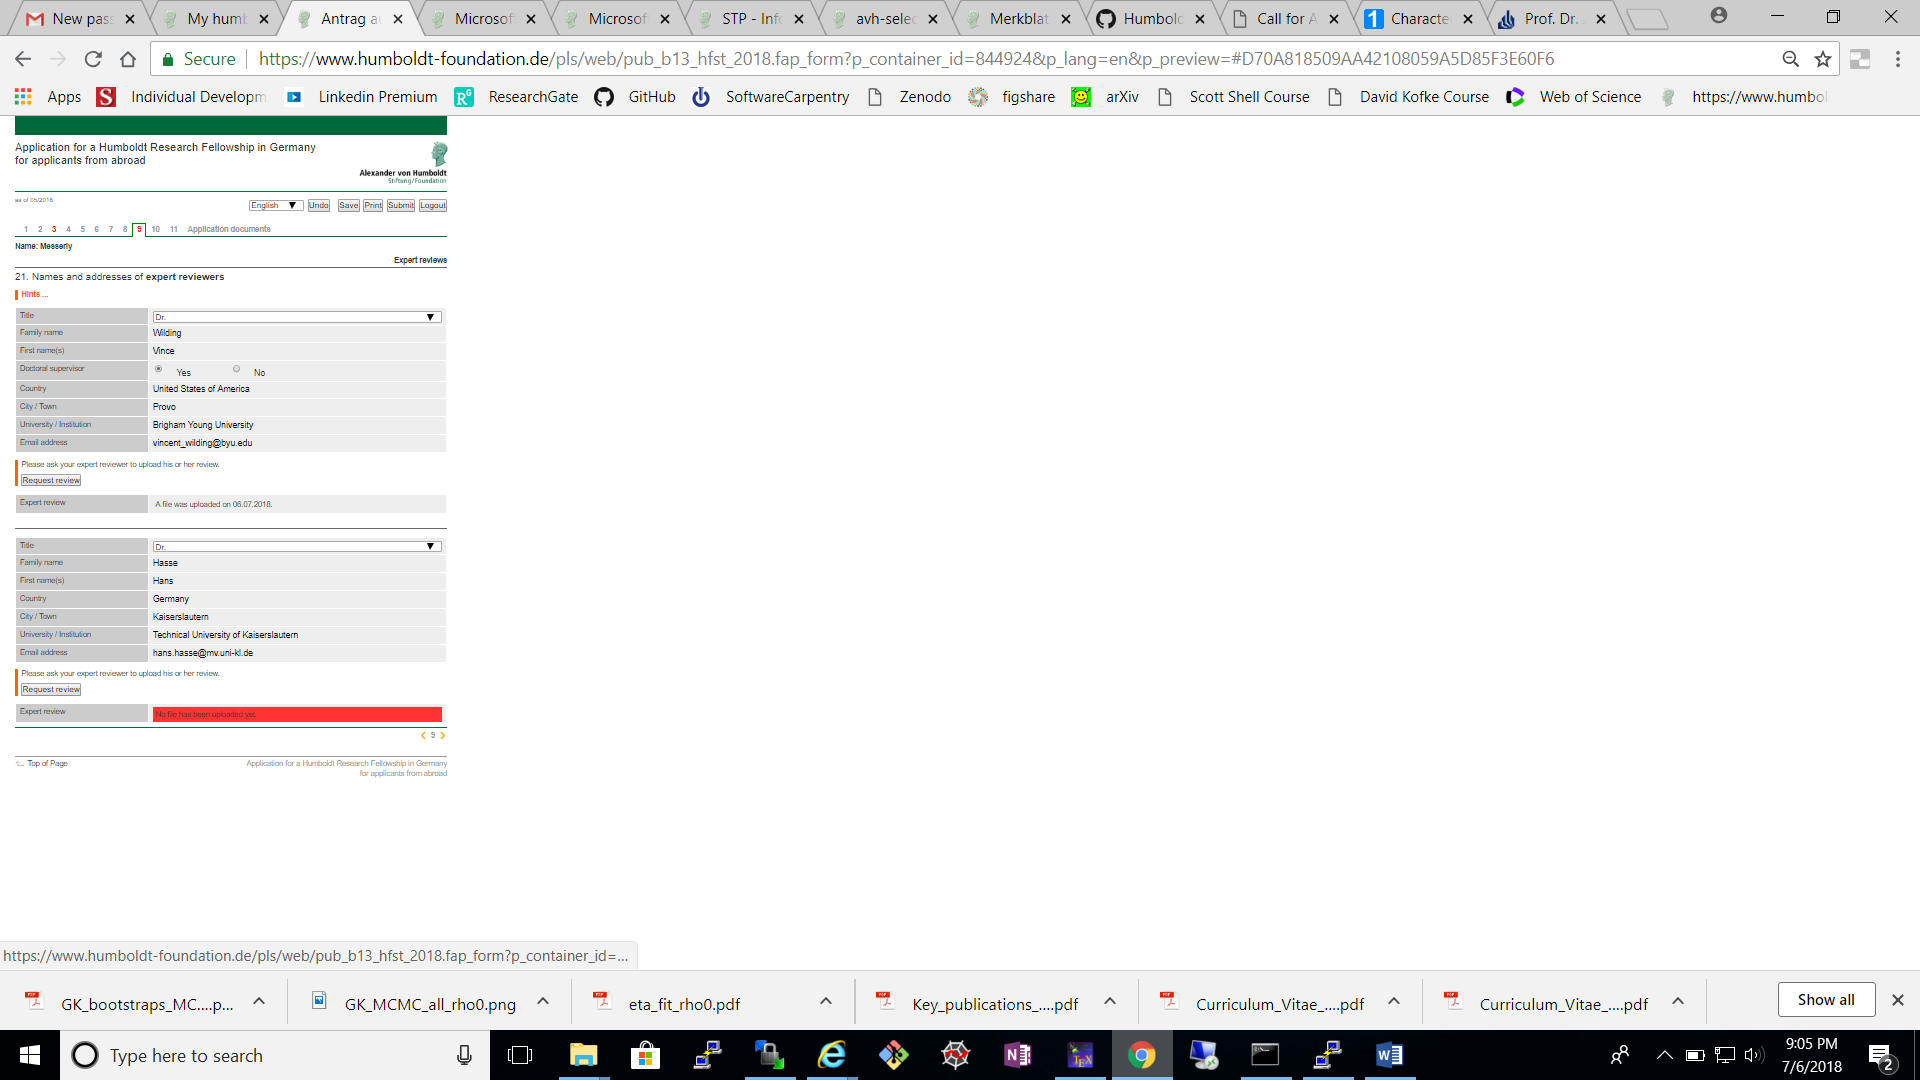 New pass
My humb
Antrag au
Microsof
Microsof
STP - Info
avh-selec
Merkblat
Humbold
Call for A
Characte
Prof. Dr.
Secure
https://www.humboldt-foundation.de/pls/web/pub_b13_hfst_2018.fap_form?p_container_id=844924&p_lang=en&p_preview=#D70A818509AA42108059A5D85F3E60F6
Apps
Individual Developm
Linkedin Premium
ResearchGate
GitHub
SoftwareCarpentry
Zenodo
figshare
arXiv
Scott Shell Course
David Kofke Course
Web of Science
https://www.humbol
Application for a Humboldt Research Fellowship in Germany
for applicants from abroad
Alexander von Humboldt
Stiftung/Foundation
as of 05/2018
English Undo Save Print Submit Logout
1 2 3 4 5 6 7 8 9 10 11 Application documents
Name: Messerly
Expert reviews
21. Names and addresses of expert reviewers
Hints ...
Title Dr.
Family name Wilding
First name(s) Vince
Doctoral supervisor Yes No
Country United States of America
City / Town Provo
University / Institution Brigham Young University
Email address vincent_wilding@byu.edu
Please ask your expert reviewer to upload his or her review.
Request review
Expert review A file was uploaded on 06.07.2018.
Title Dr.
Family name Hasse
First name(s) Hans
Country Germany
City / Town Kaiserslautern
University / Institution Technical University of Kaiserslautern
Email address hans.hasse@mv.uni-kl.de
Please ask your expert reviewer to upload his or her review.
Request review
Expert review No file has been uploaded yet.
9
Top of Page
Application for a Humboldt Research Fellowship in Germany
for applicants from abroad
https://www.humboldt-foundation.de/pls/web/pub_b13_hfst_2018.fap_form?p_container_id=...
GK_bootstraps_MC....p...
GK_MCMC_all_rho0.png
eta_fit_rho0.pdf
Key_publications_....pdf
Curriculum_Vitae_....pdf
Curriculum_Vitae_....pdf
Show all
Type here to search
9:05 PM
7/6/2018
2